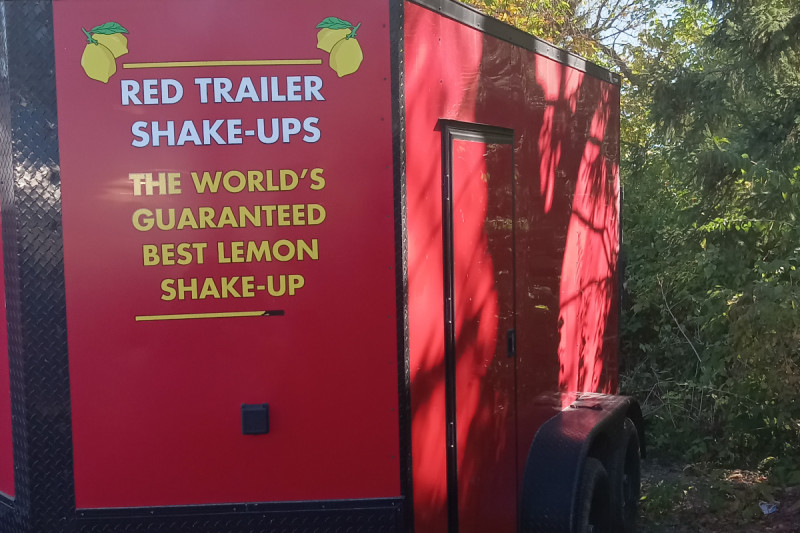 RED TRAILER
SHAKE-UPS
THE WORLD'S
GUARANTEED
BEST LEMON
SHAKE-UP